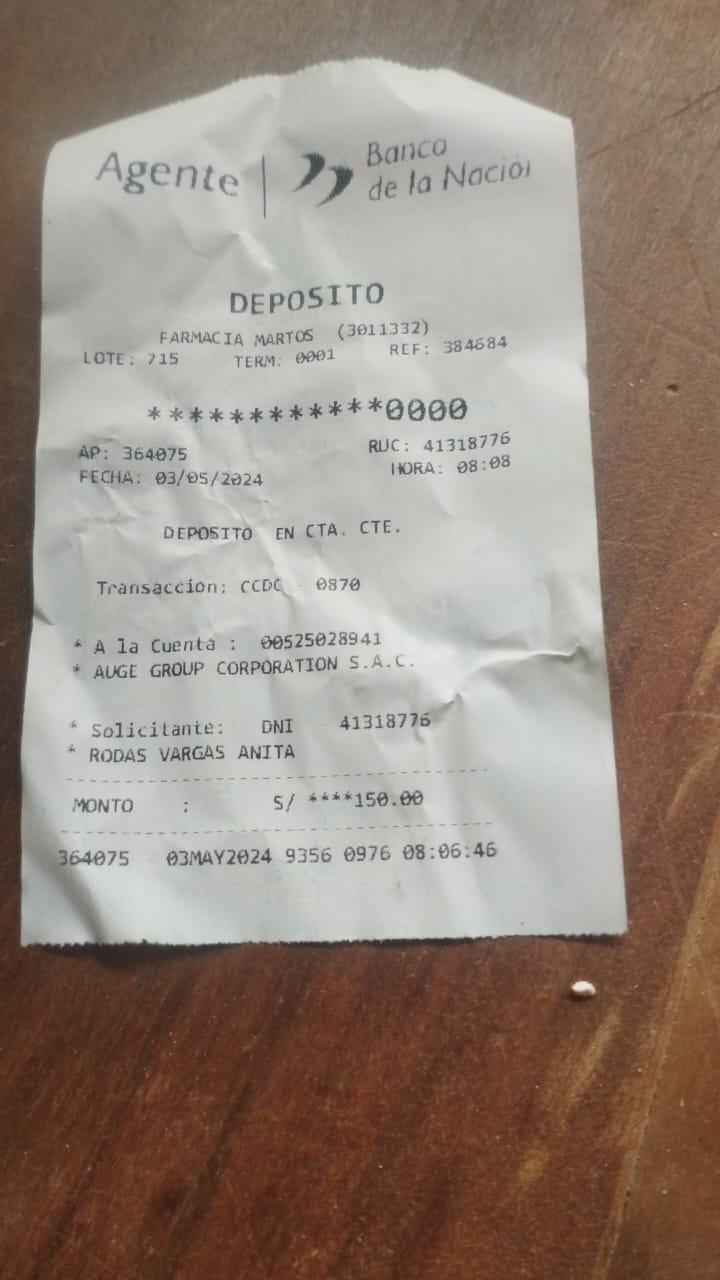 Agente | Banco
de la Nación
DEPOSITO
FARMACIA MARTOS (3011332)
LOTE: 715 TERM: 0001 REF: 384684
***********0000
AP: 364075 RUC: 41318776
FECHA: 03/05/2024 HORA: 08:08
DEPOSITO EN CTA. CTE.
Transaccion: CCDC - 0870
* A la Cuenta : 00525028941
* AUGE GROUP CORPORATION S.A.C.
* Solicitante: DNI - 41318776
* RODAS VARGAS ANITA
MONTO : S/ ****150.00
364075 03MAY2024 9356 0976 08:06:46